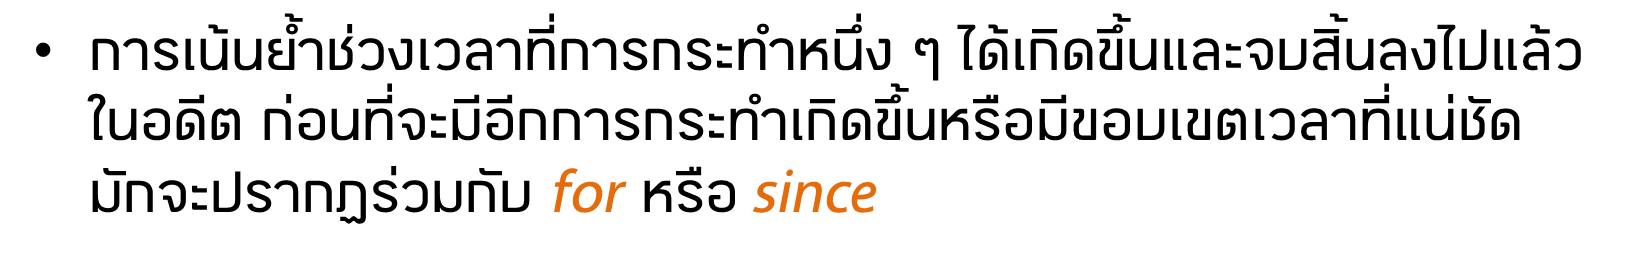 • การเน้นย้ำช่วงเวลาที่การกระทำหนึ่ง ๆ ได้เกิดขึ้นและจบสิ้นลงไปแล้ว
ในอดีต ก่อนที่จะมีอีกการกระทำเกิดขึ้นหรือมีขอบเขตเวลาที่แน่ชัด
มักจะปรากฏร่วมกับ for หรือ since